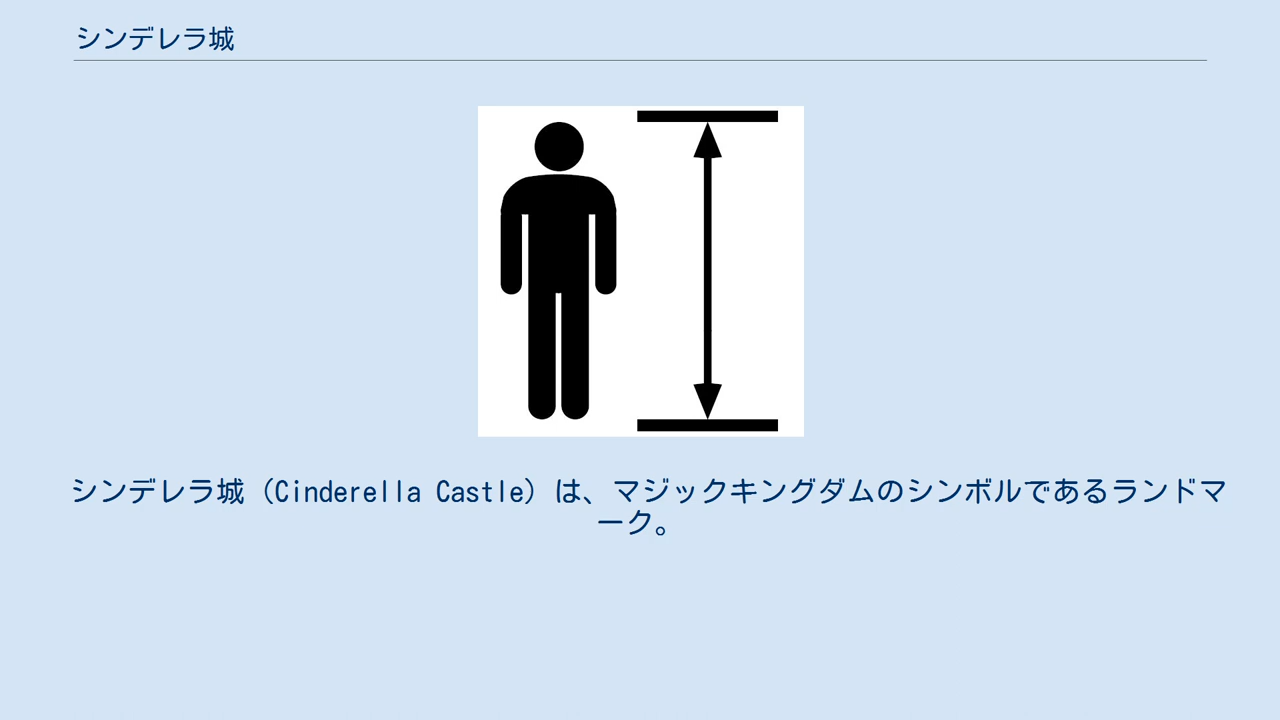 シンデレラ城
シンデレラ城（Cinderella Castle）は、マジックキングダムのシンボルであるランドマ
ーク。